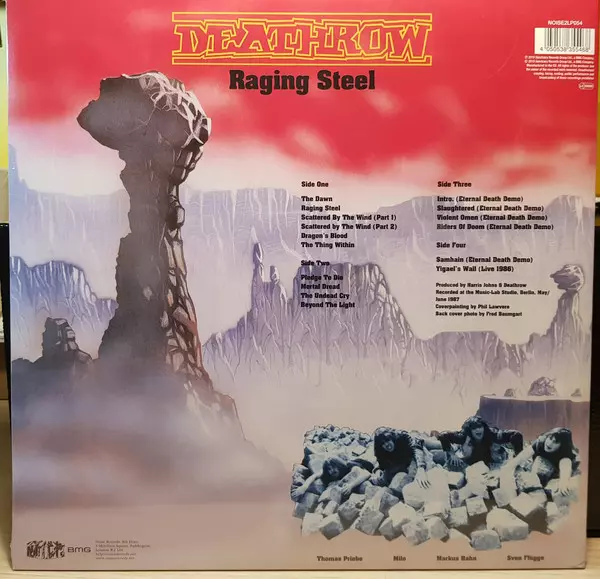 DEATHROW
Raging Steel
NOISE2LP054
Side One
The Dawn
Raging Steel
Scattered By The Wind (Part 1)
Scattered by The Wind (Part 2)
Dragon's Blood
The Thing Within
Side Two
Pledge To Die
Mortal Dread
The Undead Cry
Beyond The Light
Side Three
Intro. (Eternal Death Demo)
Slaughtered (Eternal Death Demo)
Violent Omen (Eternal Death Demo)
Riders Of Doom (Eternal Death Demo)
Side Four
Samhain (Eternal Death Demo)
Yigael's Wall (Live 1986)
Produced by Harris Johns & Deathrow
Recorded at the Music-Lab Studio, Berlin, May/
June 1987
Coverpainting by Phil Lawvere
Back cover photo by Fred Baumgart
BMG
Thomas Priebe
Milo
Markus Hahn
Sven Flügge